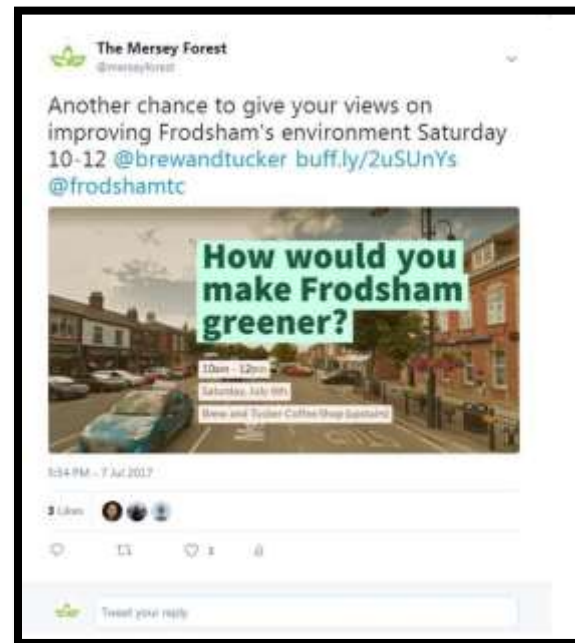 The Mersey Forest
@merseyforest
Another chance to give your views on
improving Frodsham's environment Saturday
10-12 @brewandtucker buff.ly/2uSUnYs
@frodshamtc
How would you
make Frodsham
greener?
10am - 12pm
Saturday, July
Brew and Tucker Coffee Shop (upstairs)
5:54 PM - 7 Jul 2017
3 Likes
3
Tweet your reply